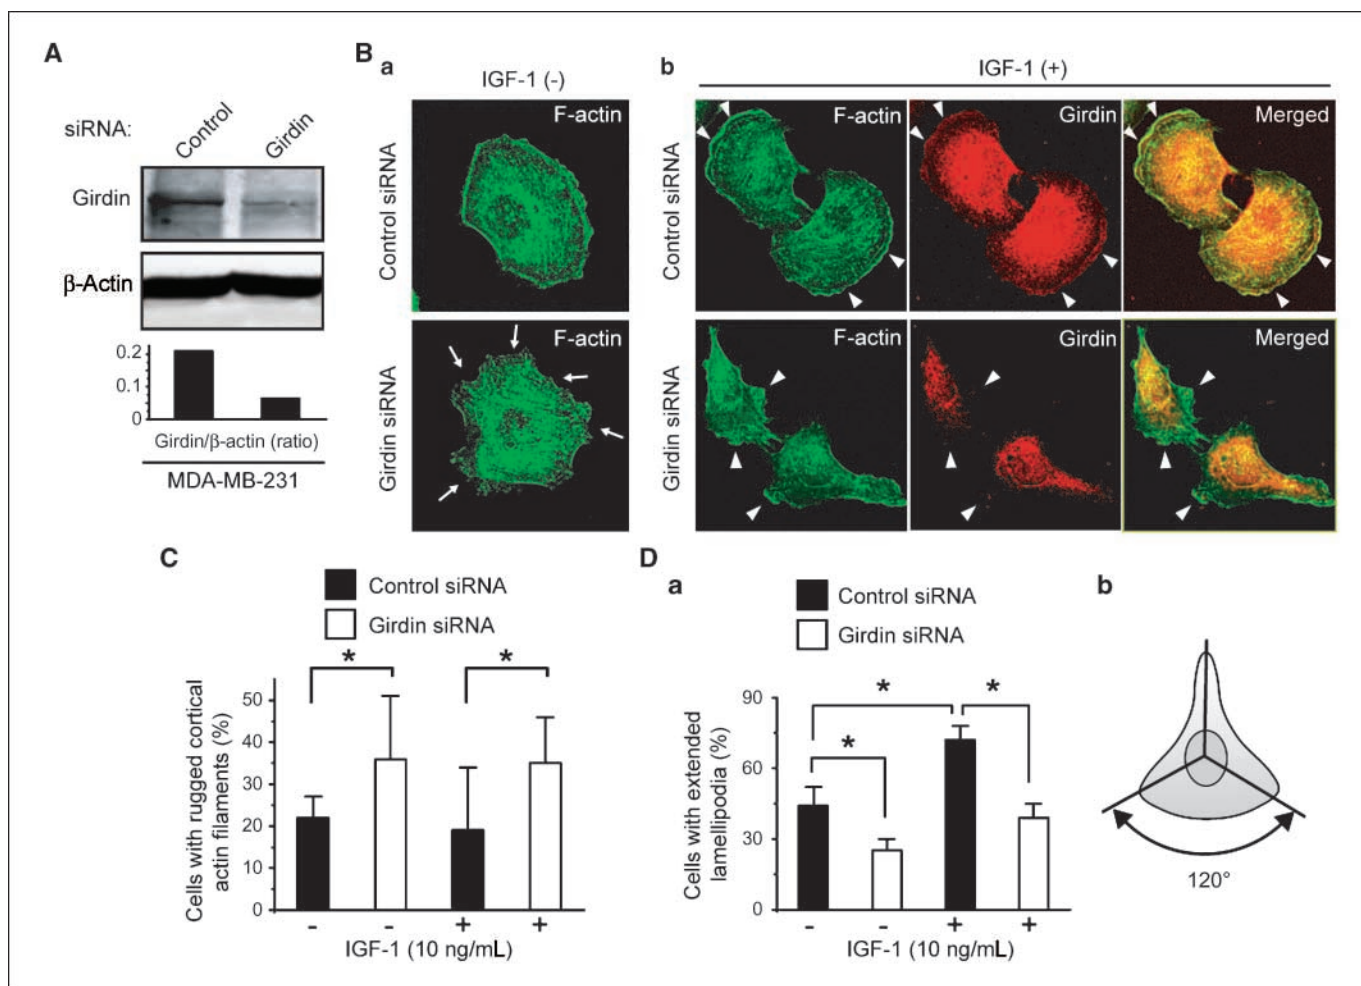 A
siRNA:
Control
Girdin
Girdin
β-Actin
0.2
0.1
0
Girdin/β-actin (ratio)
MDA-MB-231
B
a
IGF-1 (-)
Control siRNA
F-actin
Girdin siRNA
F-actin
b
IGF-1 (+)
Control siRNA
F-actin
Girdin
Merged
Girdin siRNA
F-actin
Girdin
Merged
C
Control siRNA
Girdin siRNA
* *
Cells with rugged cortical
actin filaments (%)
50
40
30
20
10
0
- - + +
IGF-1 (10 ng/mL)
D
a
Control siRNA
Girdin siRNA
* *
*
Cells with extended
lamellipodia (%)
90
60
30
0
- - + +
IGF-1 (10 ng/mL)
b
120°